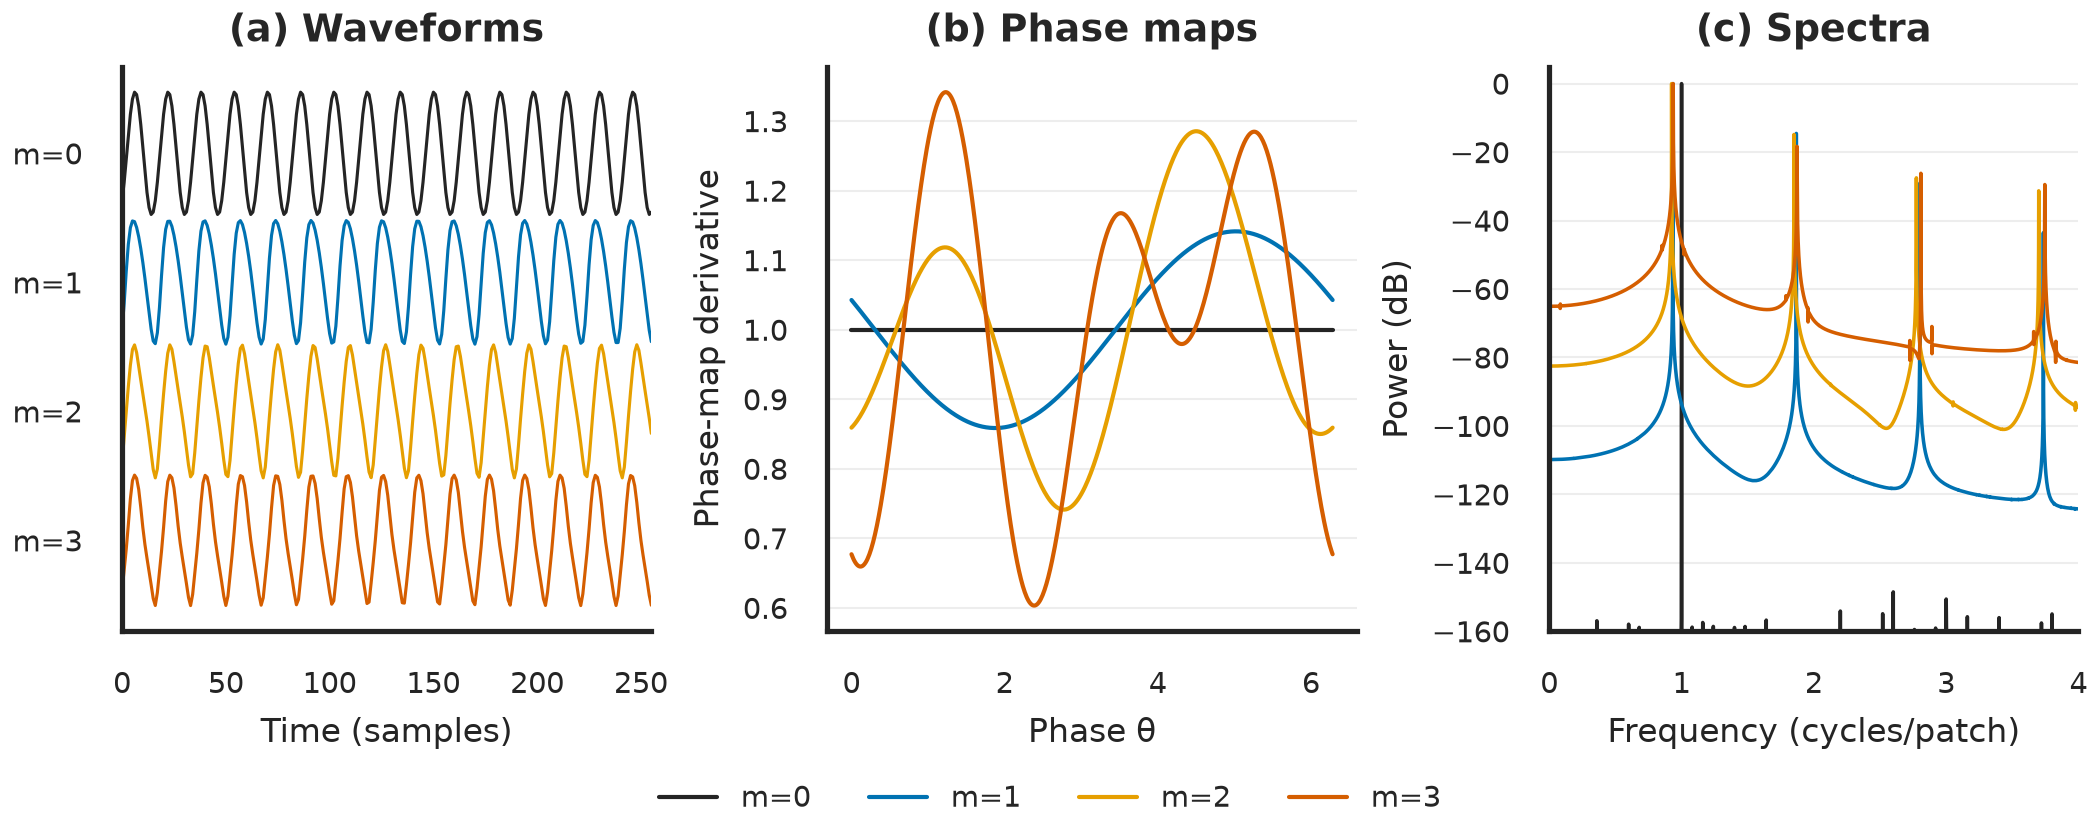 (a) Waveforms
m=0
m=1
m=2
m=3
0 50 100 150 200 250
Time (samples)
(b) Phase maps
Phase-map derivative
1.3
1.2
1.1
1.0
0.9
0.8
0.7
0.6
0 2 4 6
Phase θ
(c) Spectra
Power (dB)
0
−20
−40
−60
−80
−100
−120
−140
−160
0 1 2 3 4
Frequency (cycles/patch)
m=0 m=1 m=2 m=3